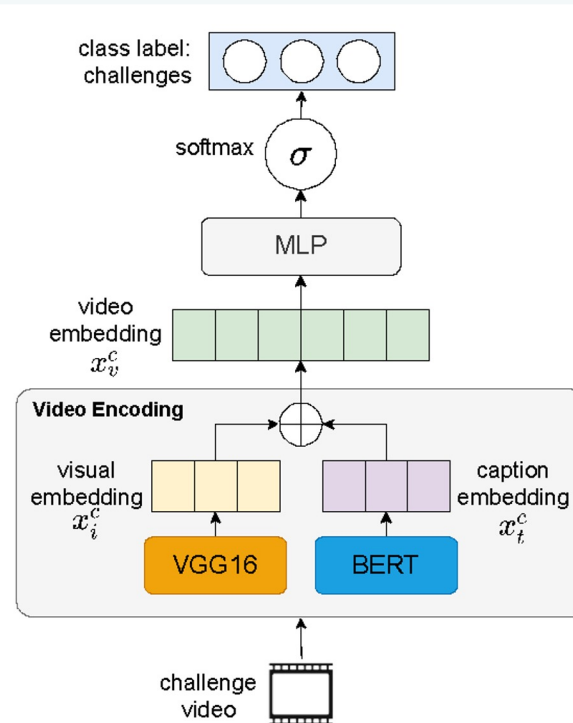 class label:
challenges
softmax
σ
MLP
video
embedding
x_v^c
Video Encoding
visual
embedding
x_i^c
caption
embedding
x_t^c
VGG16
BERT
challenge
video